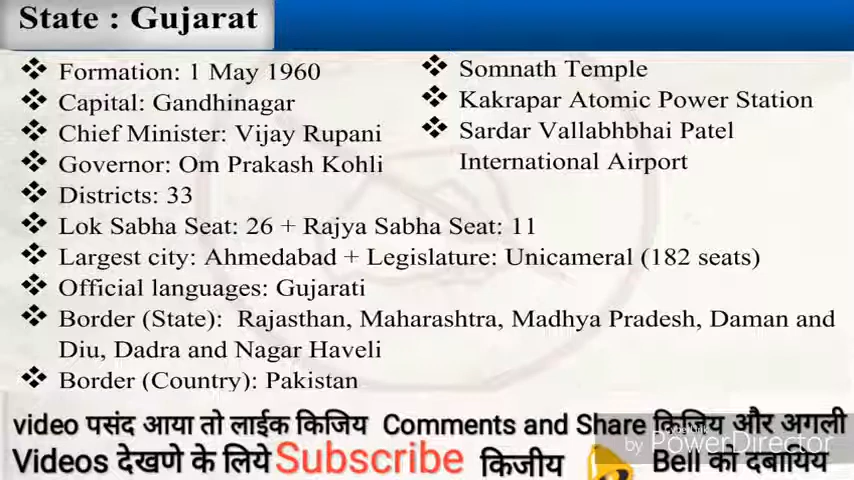 State : Gujarat
❖ Formation: 1 May 1960
❖ Capital: Gandhinagar
❖ Chief Minister: Vijay Rupani
❖ Governor: Om Prakash Kohli
❖ Districts: 33
❖ Lok Sabha Seat: 26 + Rajya Sabha Seat: 11
❖ Largest city: Ahmedabad + Legislature: Unicameral (182 seats)
❖ Official languages: Gujarati
❖ Border (State): Rajasthan, Maharashtra, Madhya Pradesh, Daman and
Diu, Dadra and Nagar Haveli
❖ Border (Country): Pakistan
❖ Somnath Temple
❖ Kakrapar Atomic Power Station
❖ Sardar Vallabhbhai Patel
International Airport
video पसंद आया तो लाईक किजिय Comments and Share किजिय और अगली
Videos देखणे के लिये Subscribe किजीय Bell को दबायिय
CyberLink
by PowerDirector